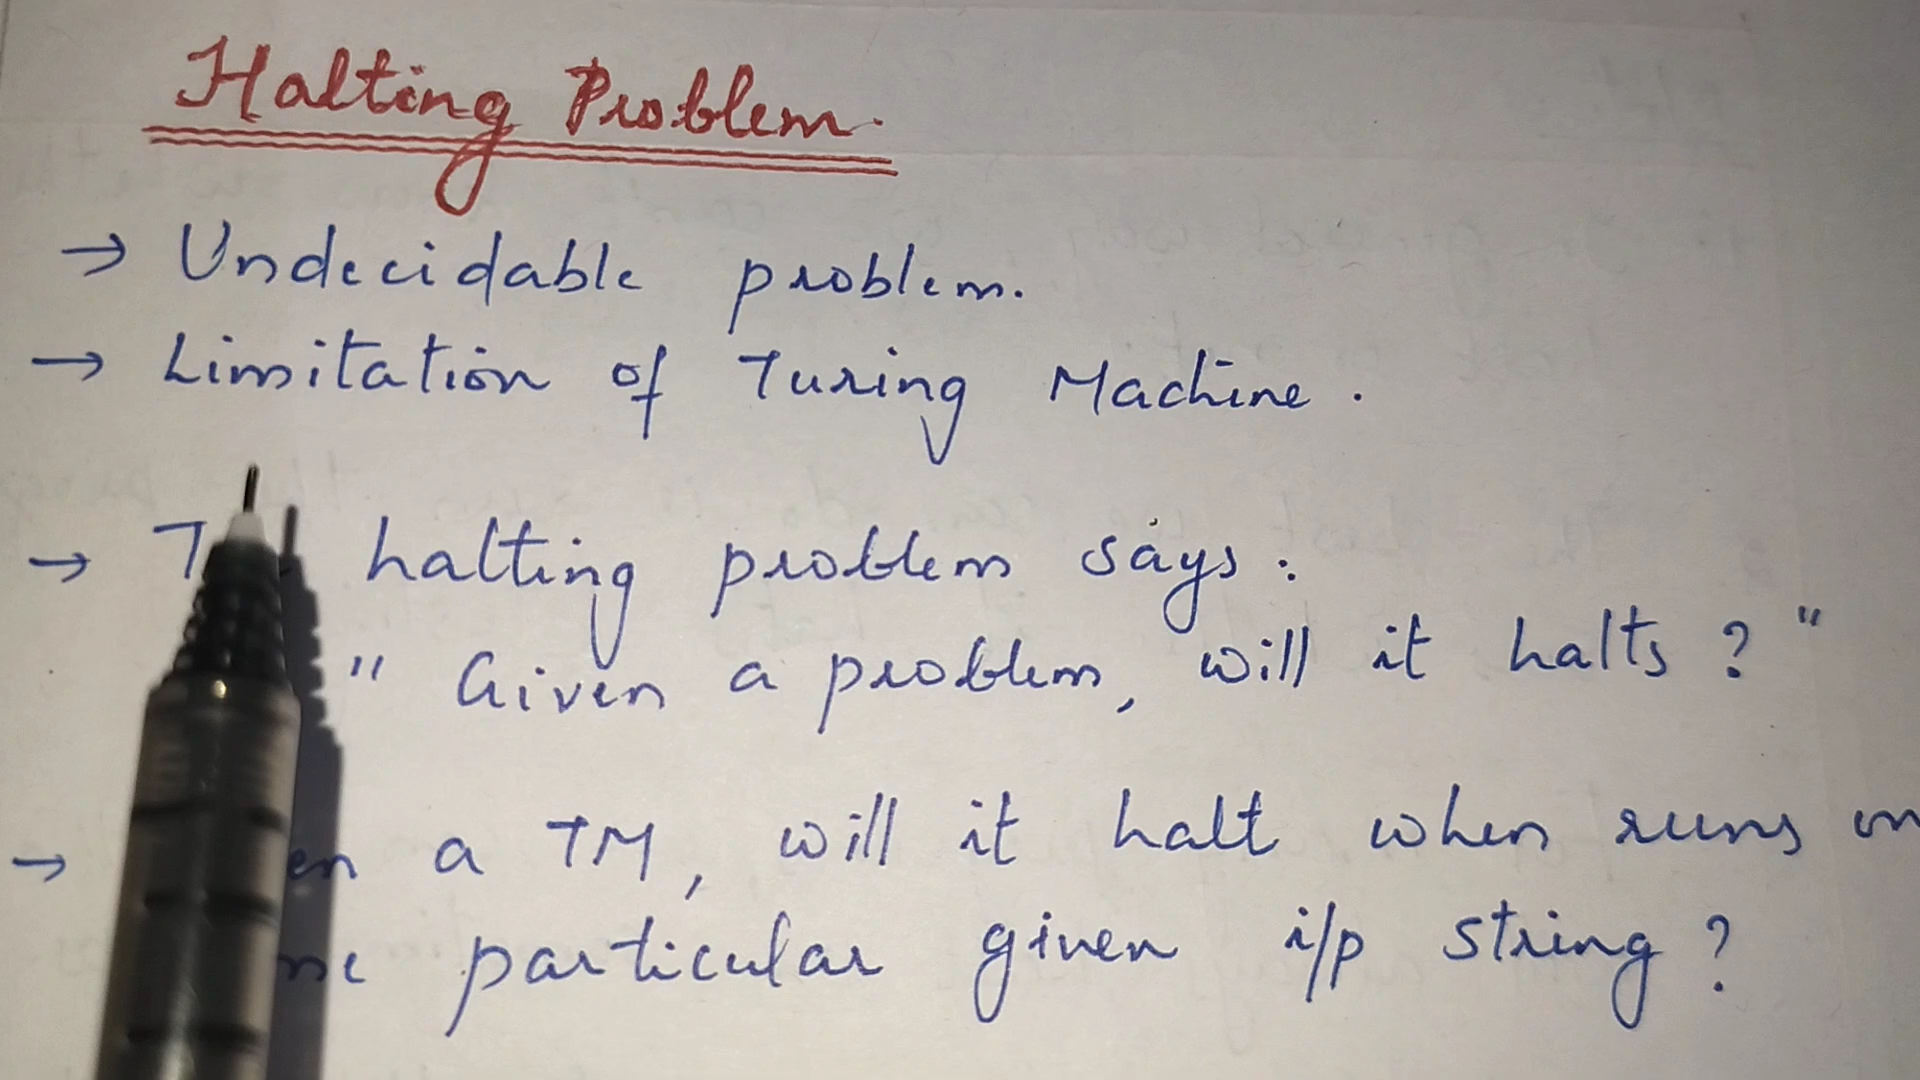 Halting Problem.
→ Undecidable problem.
→ Limitation of Turing Machine.
→ halting problem says:
" Given a problem, will it halts ? "
→ a TM, will it halt when runs on
particular given i/p string ?